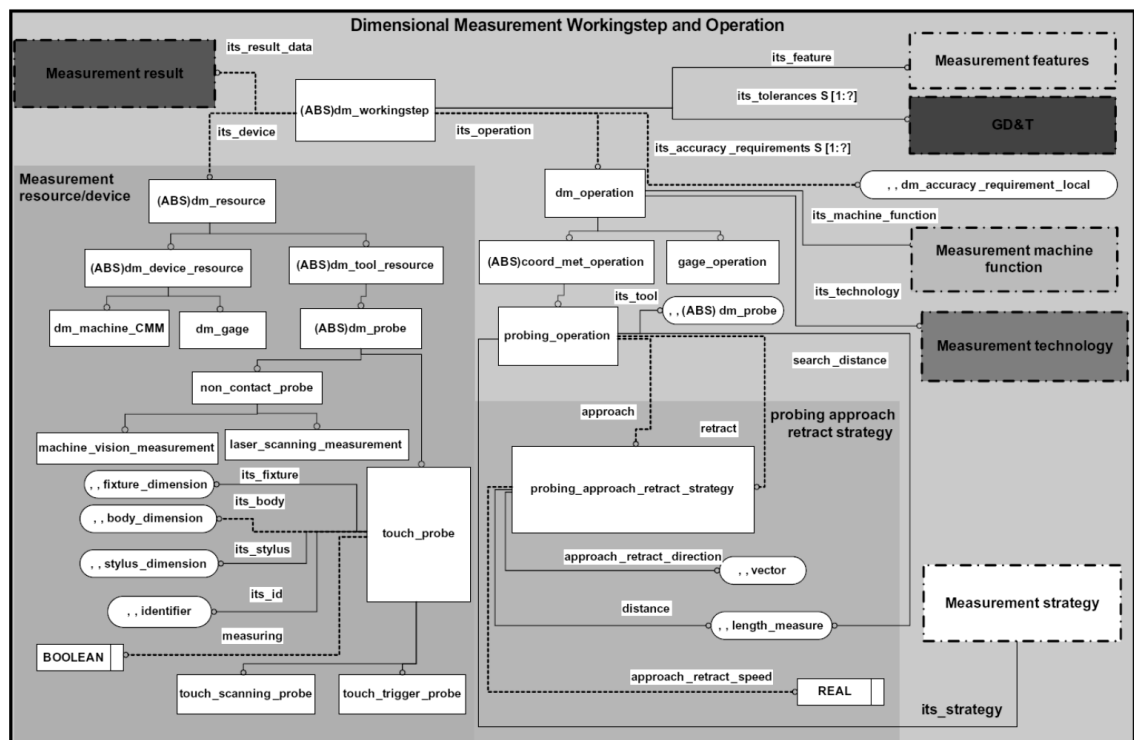 Dimensional Measurement Workingstep and Operation
its_result_data
Measurement result
its_feature
Measurement features
(ABS)dm_workingstep
its_tolerances S [1:?]
GD&T
its_device
its_operation
its_accuracy_requirements S [1:?]
Measurement
resource/device
(ABS)dm_resource
dm_operation
, , dm_accuracy_requirement_local
its_machine_function
(ABS)dm_device_resource
(ABS)dm_tool_resource
(ABS)coord_met_operation
gage_operation
Measurement machine
function
its_tool
its_technology
dm_machine_CMM
dm_gage
(ABS)dm_probe
, , (ABS) dm_probe
probing_operation
Measurement technology
search_distance
non_contact_probe
approach
retract
probing approach
retract strategy
machine_vision_measurement
laser_scanning_measurement
its_fixture
, , fixture_dimension
its_body
probing_approach_retract_strategy
, , body_dimension
touch_probe
its_stylus
, , stylus_dimension
approach_retract_direction
, , vector
its_id
, , identifier
distance
, , length_measure
Measurement strategy
measuring
BOOLEAN
approach_retract_speed
touch_scanning_probe
touch_trigger_probe
REAL
its_strategy